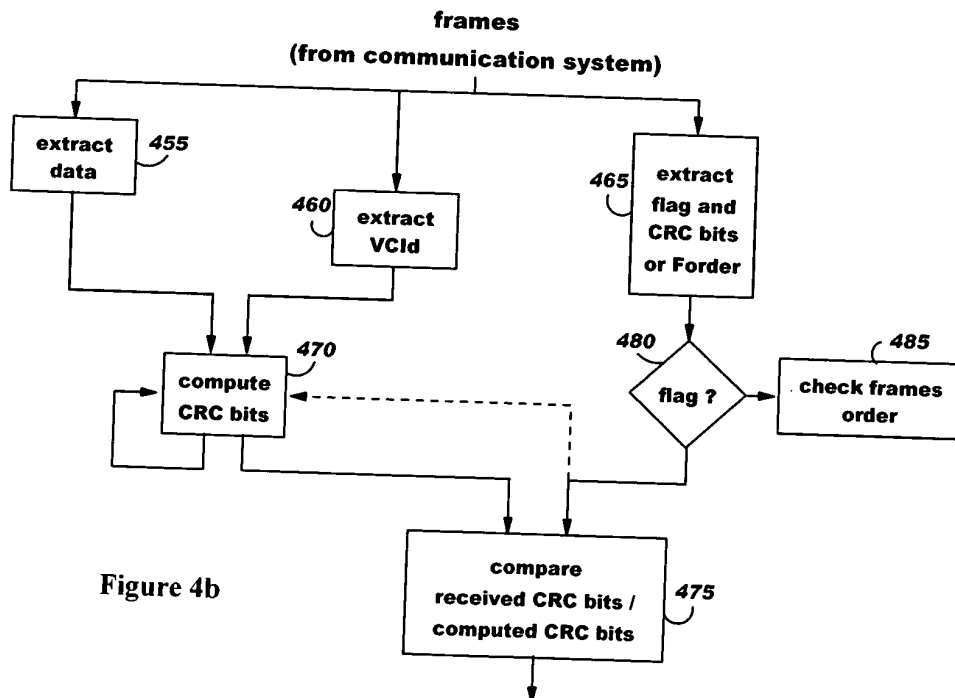 frames
(from communication system)
extract
data
455
460
extract
VCId
465
extract
flag and
CRC bits
or Forder
470
compute
CRC bits
480
flag ?
485
check frames
order
compare
received CRC bits /
computed CRC bits
475
Figure 4b